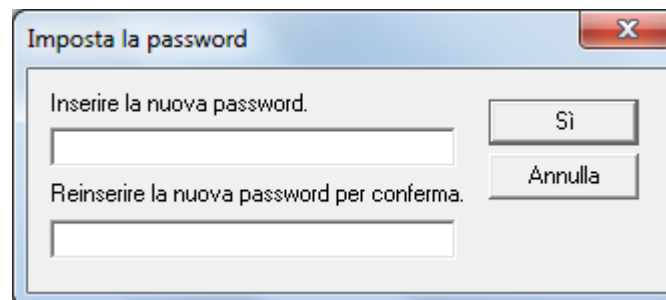 Imposta la password
Inserire la nuova password.
Sì
Annulla
Reinserire la nuova password per conferma.